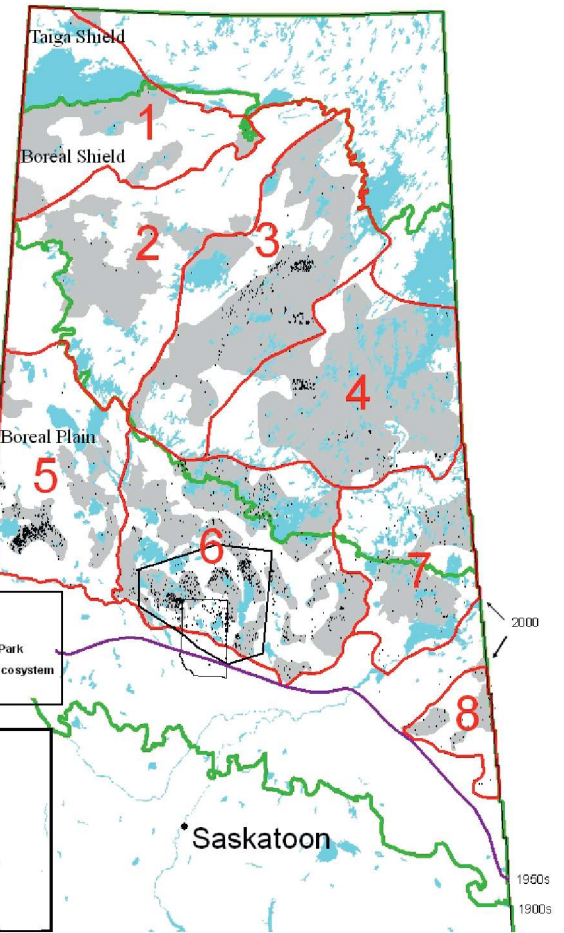 Taiga Shield
1
Boreal Shield
2
3
4
Boreal Plain
5
6
7
2000
Park
cosystem
8
Saskatoon
1950s
1900s